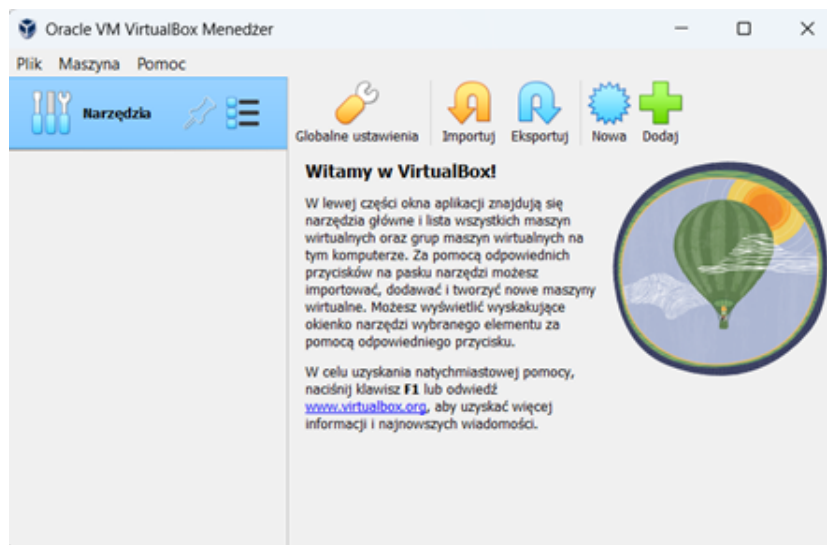 Oracle VM VirtualBox Menedżer
Plik Maszyna Pomoc
Narzędzia
Globalne ustawienia Importuj Eksportuj Nowa Dodaj
Witamy w VirtualBox!
W lewej części okna aplikacji znajdują się
narzędzia główne i lista wszystkich maszyn
wirtualnych oraz grup maszyn wirtualnych na
tym komputerze. Za pomocą odpowiednich
przycisków na pasku narzędzi możesz
importować, dodawać i tworzyć nowe maszyny
wirtualne. Możesz wyświetlić wyskakujące
okienko narzędzi wybranego elementu za
pomocą odpowiedniego przycisku.
W celu uzyskania natychmiastowej pomocy,
naciśnij klawisz F1 lub odwiedź
www.virtualbox.org, aby uzyskać więcej
informacji i najnowszych wiadomości.